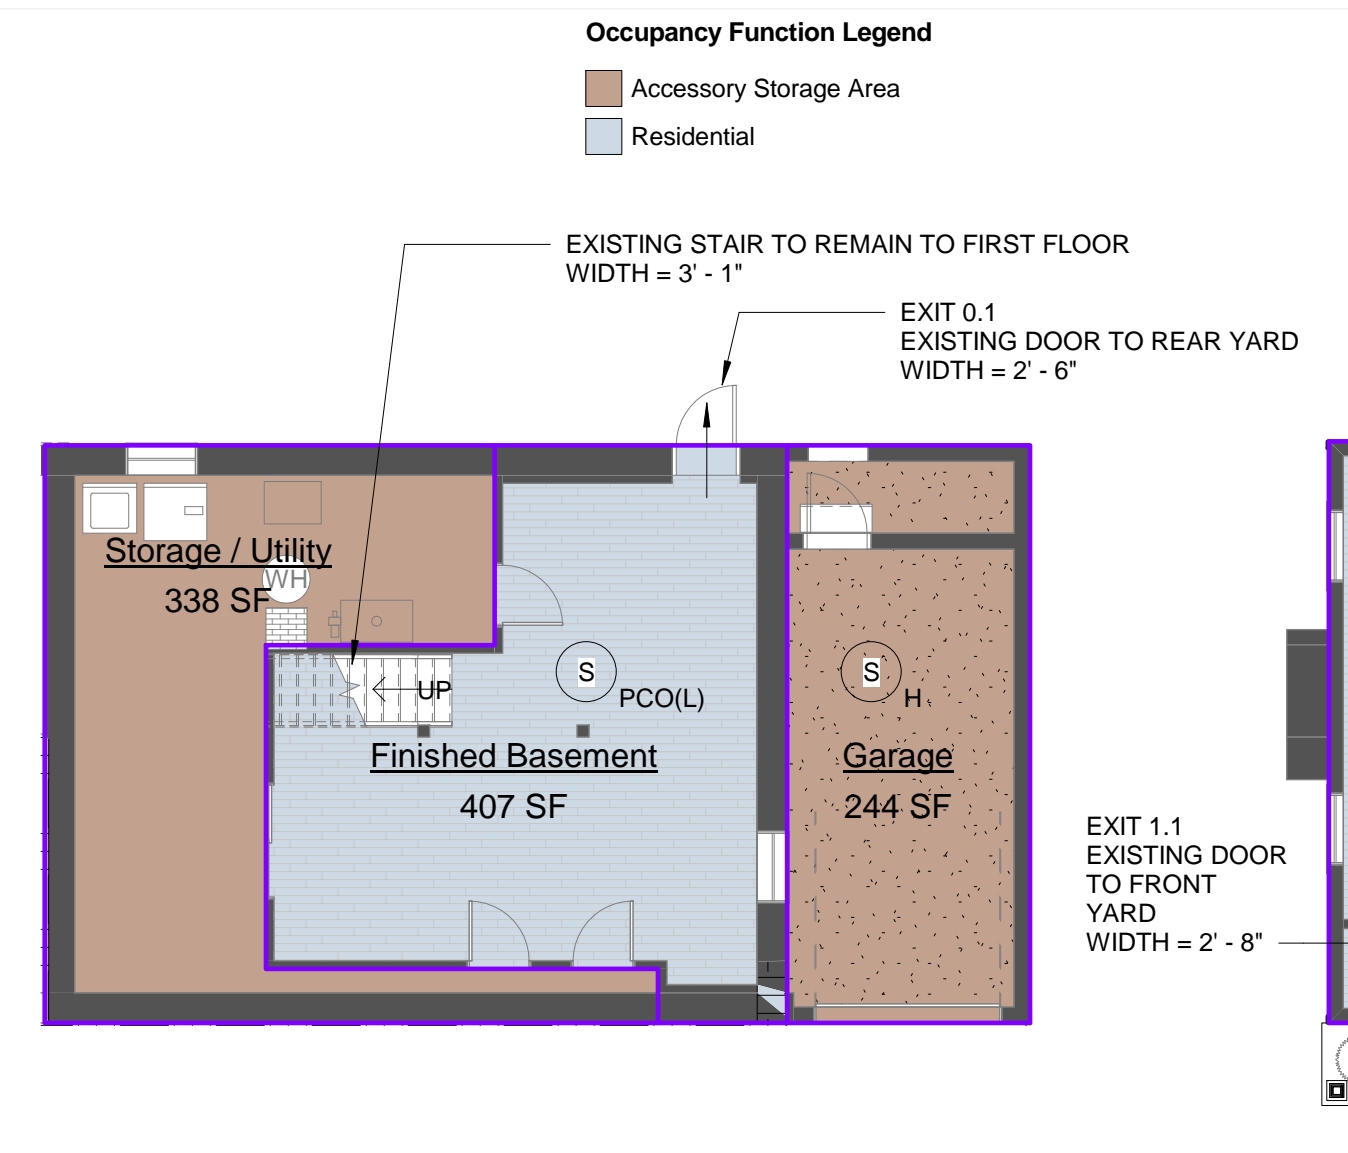 Occupancy Function Legend
Accessory Storage Area
Residential
EXISTING STAIR TO REMAIN TO FIRST FLOOR
WIDTH = 3' - 1"
EXIT 0.1
EXISTING DOOR TO REAR YARD
WIDTH = 2' - 6"
Storage / Utility
338 SF
WH
UP
S
PCO(L)
Finished Basement
407 SF
S
H
Garage
244 SF
EXIT 1.1
EXISTING DOOR
TO FRONT
YARD
WIDTH = 2' - 8"